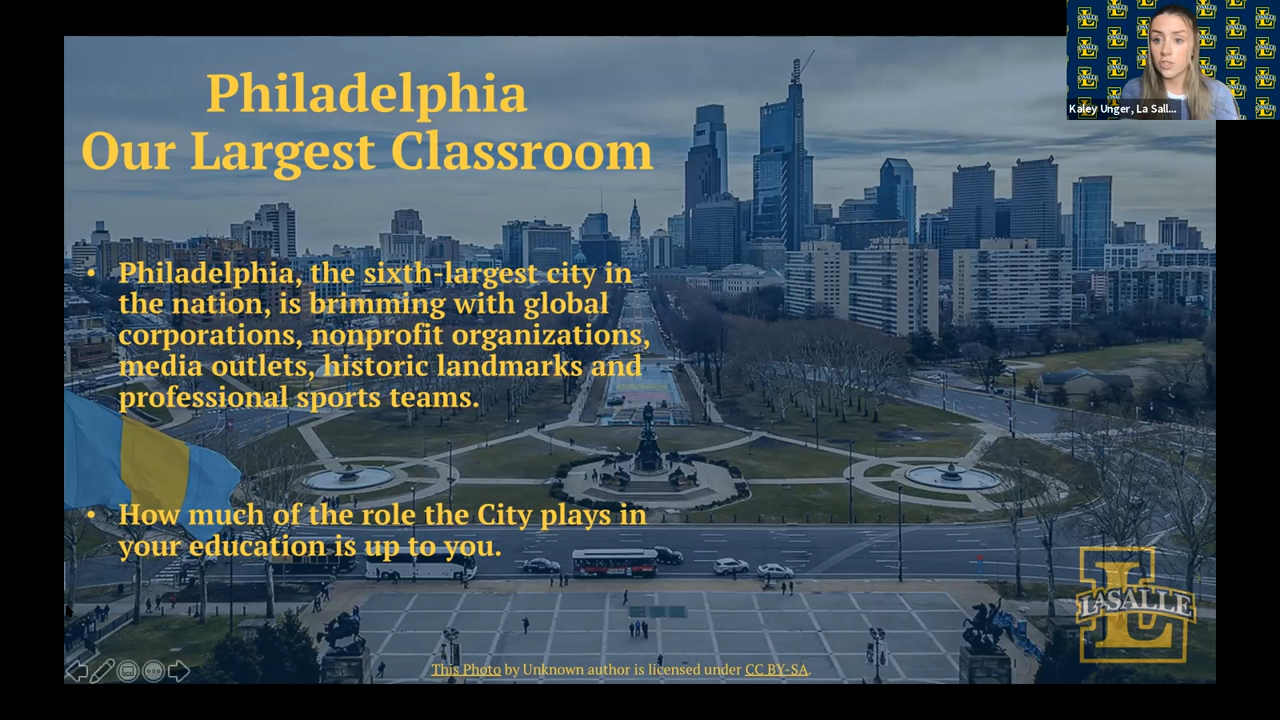 Philadelphia
Our Largest Classroom
• Philadelphia, the sixth-largest city in
the nation, is brimming with global
corporations, nonprofit organizations,
media outlets, historic landmarks and
professional sports teams.
• How much of the role the City plays in
your education is up to you.
This Photo by Unknown author is licensed under CC BY-SA.
L
LASALLE
Kaley Unger, La Sall...